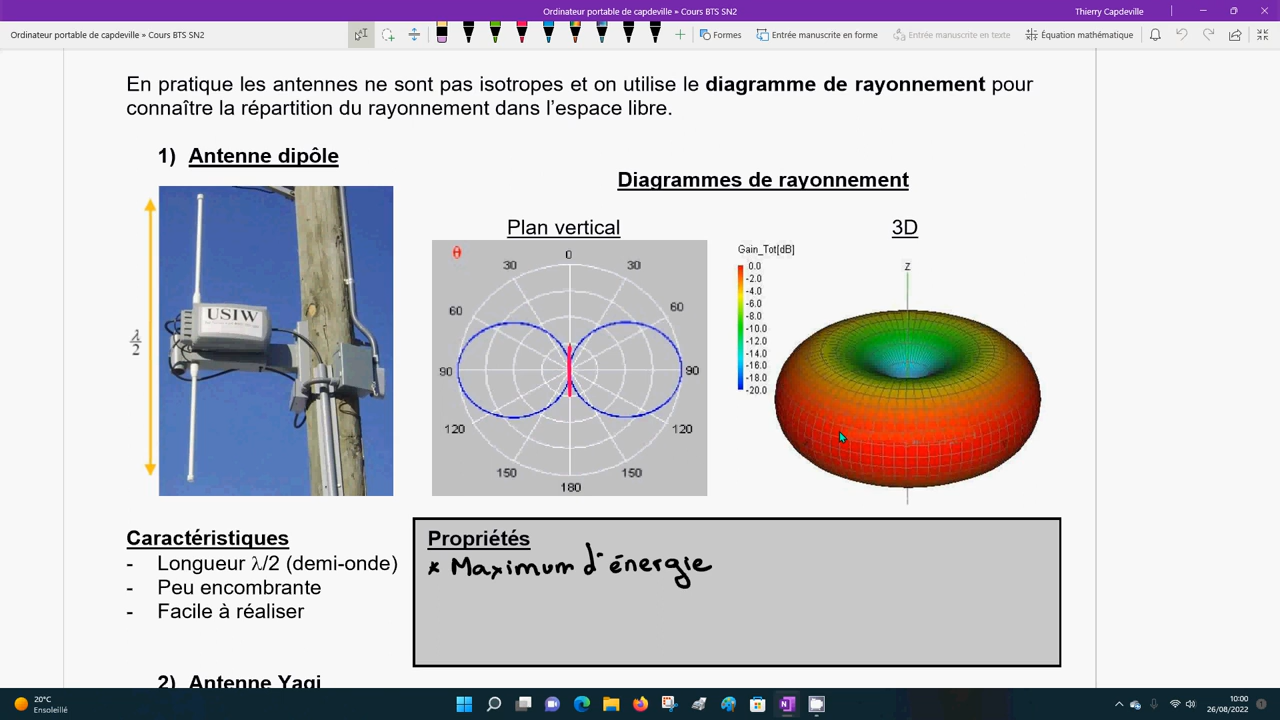 Ordinateur portable de capdeville » Cours BTS SN2
Thierry Capdeville
Ordinateur portable de capdeville » Cours BTS SN2
Formes
Entrée manuscrite en forme
Entrée manuscrite en texte
Équation mathématique
En pratique les antennes ne sont pas isotropes et on utilise le diagramme de rayonnement pour
connaître la répartition du rayonnement dans l'espace libre.
1) Antenne dipôle
Diagrammes de rayonnement
Plan vertical
3D
λ/2
USIW
θ
0
30
30
60
60
90
90
120
120
150
150
180
Gain_Tot[dB]
0.0
-2.0
-4.0
-6.0
-8.0
-10.0
-12.0
-14.0
-16.0
-18.0
-20.0
Z
Caractéristiques
- Longueur λ/2 (demi-onde)
- Peu encombrante
- Facile à réaliser
Propriétés
* Maximum d'énergie
2) Antenne Yagi
20°C
Ensoleillé
10:00
26/08/2022